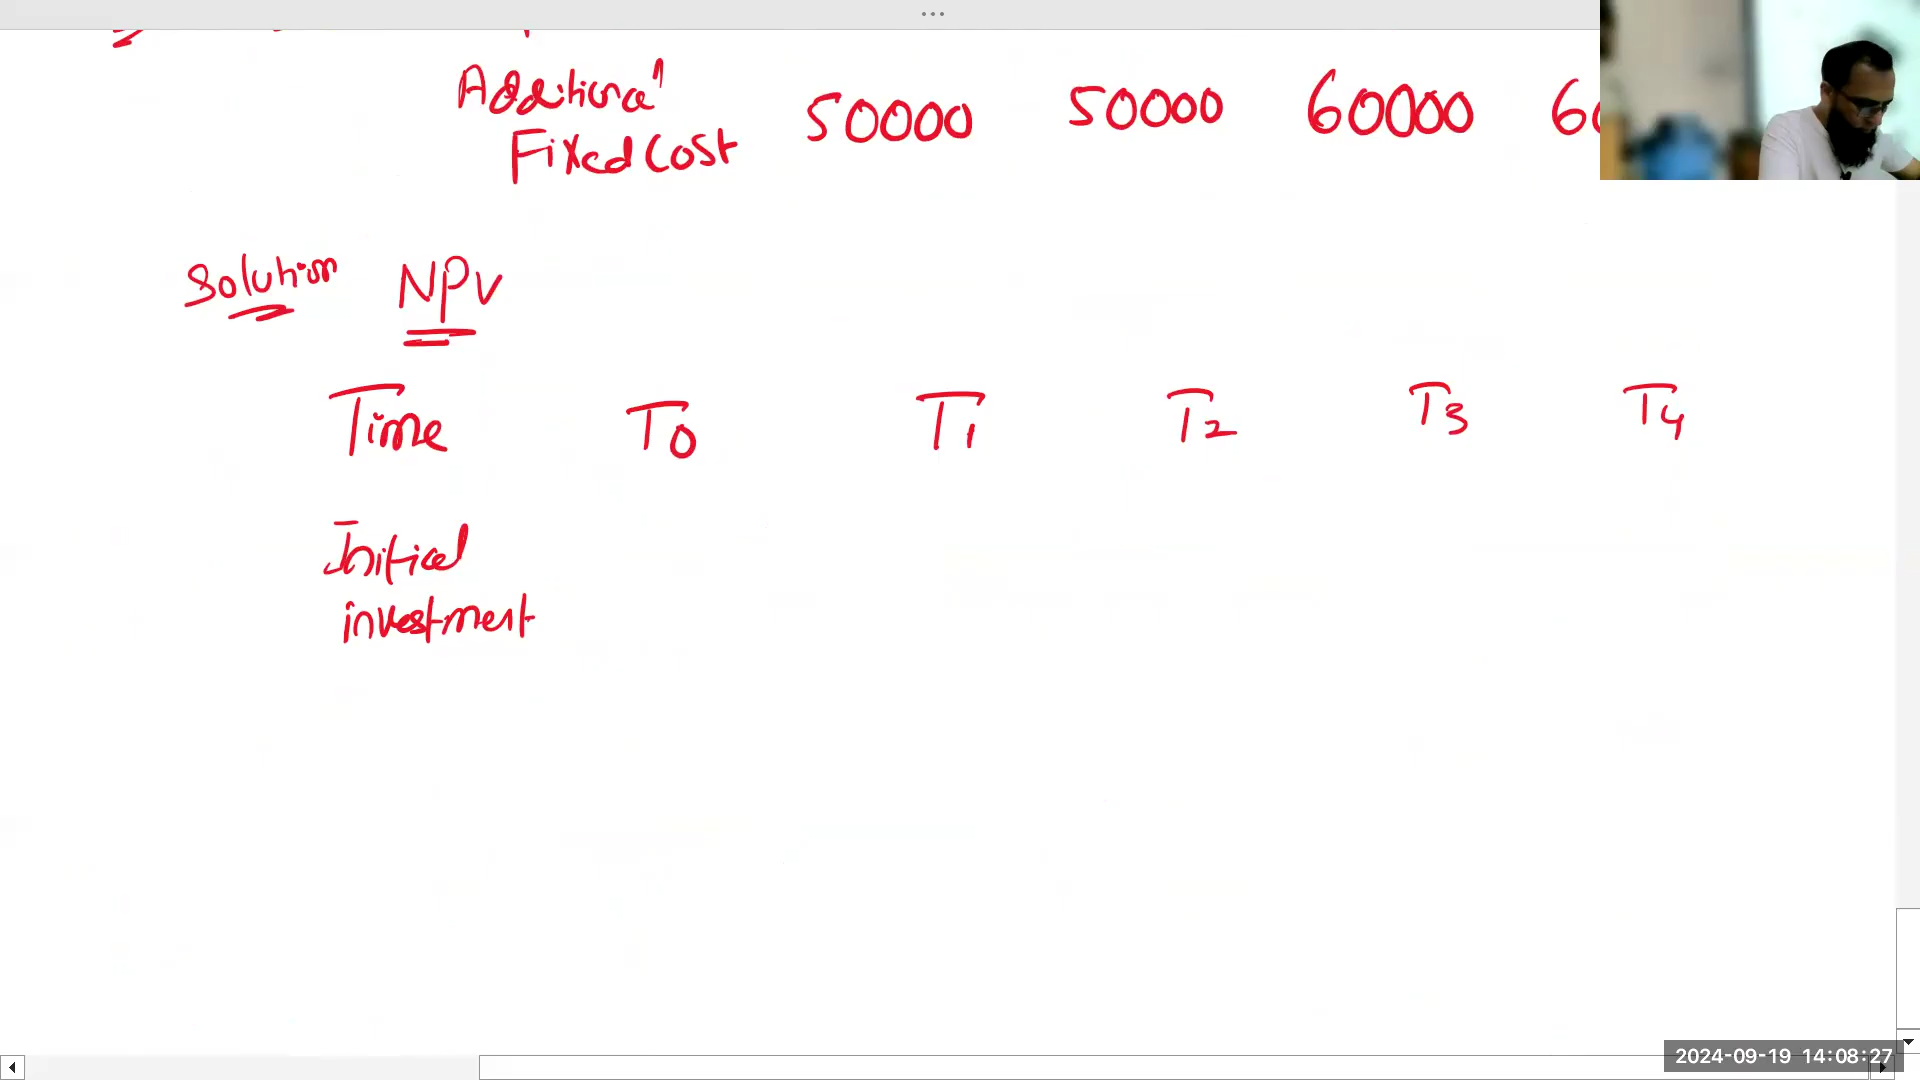 Additional
Fixed Cost 50000 50000 60000 60
Solution NPV
Time T0 T1 T2 T3 T4
Initial
investment
2024-09-19 14:08:27